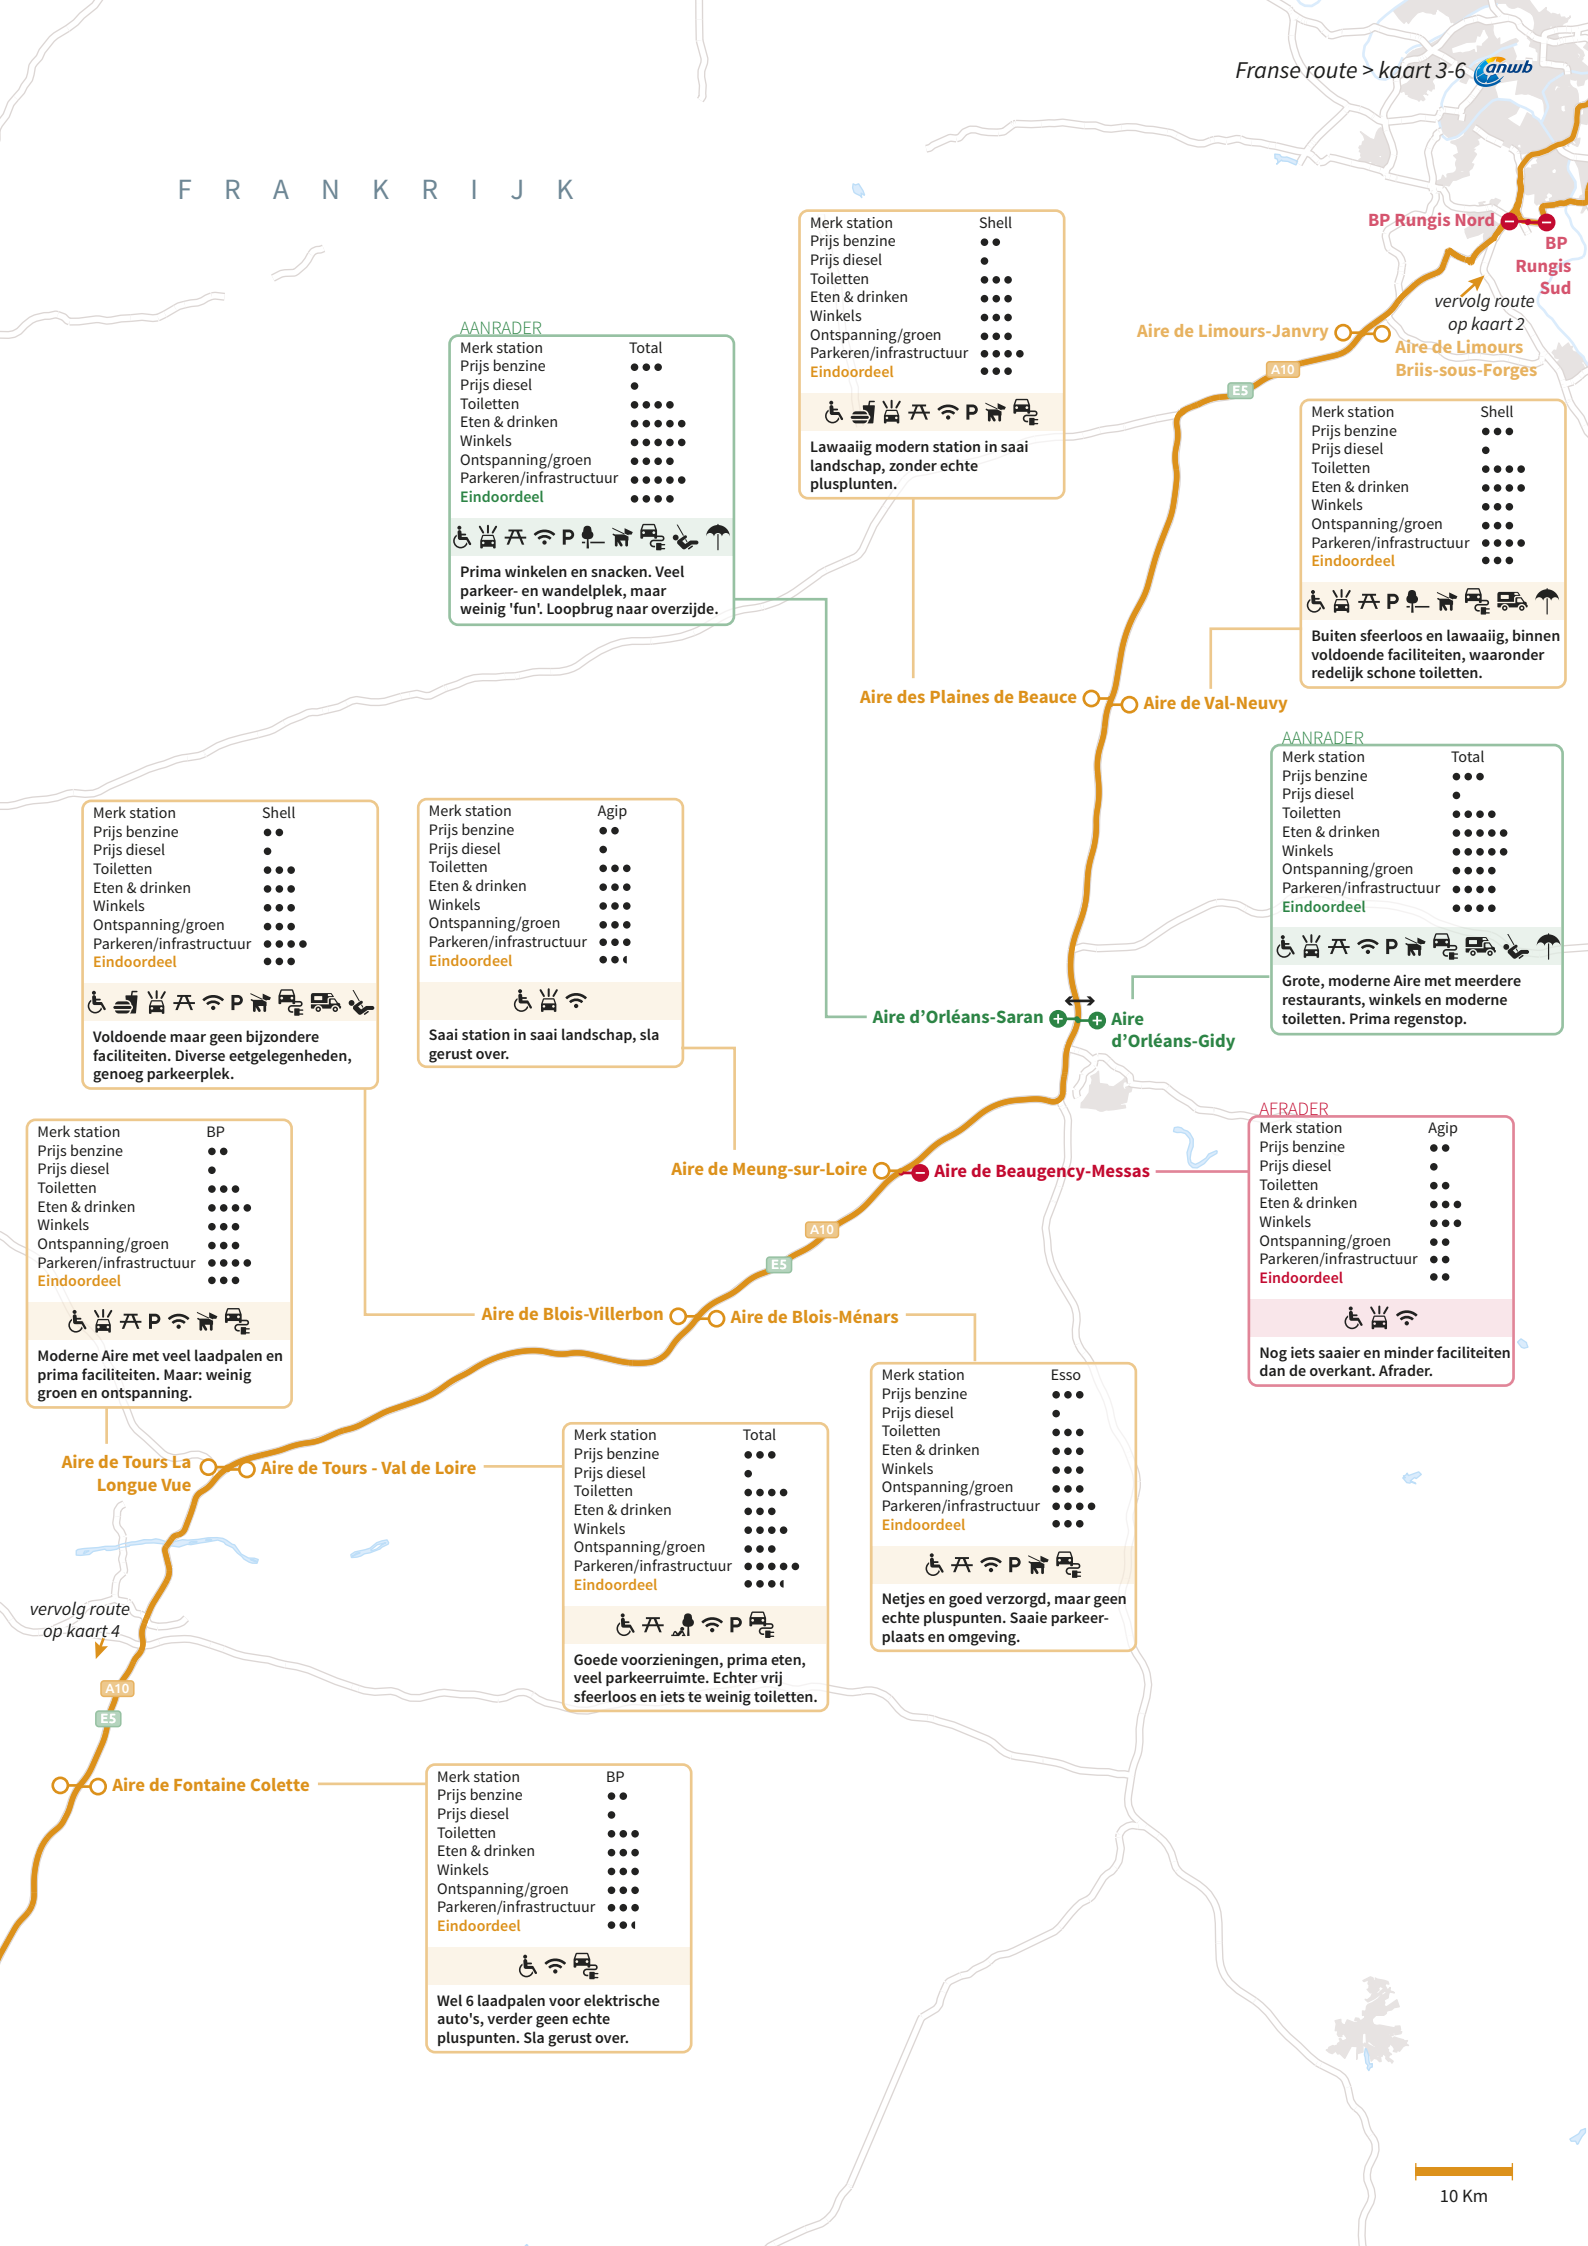 Franse route > kaart 3-6 anwb
FRANKRIJK
BP Rungis Nord
BP
Rungis
Sud
vervolg route
op kaart 2
Aire de Limours-Janvry
Aire de Limours
Briis-sous-Forges
A10
E5
Merk station Shell
Prijs benzine ●●
Prijs diesel ●
Toiletten ●●●
Eten & drinken ●●●
Winkels ●●●
Ontspanning/groen ●●●
Parkeren/infrastructuur ●●●●
Eindoordeel ●●●
P
Lawaaiig modern station in saai
landschap, zonder echte
plusplunten.
AANRADER
Merk station Total
Prijs benzine ●●●
Prijs diesel ●
Toiletten ●●●●
Eten & drinken ●●●●●
Winkels ●●●●●
Ontspanning/groen ●●●●
Parkeren/infrastructuur ●●●●●
Eindoordeel ●●●●
P
Prima winkelen en snacken. Veel
parkeer- en wandelplek, maar
weinig 'fun'. Loopbrug naar overzijde.
Merk station Shell
Prijs benzine ●●●
Prijs diesel ●
Toiletten ●●●●
Eten & drinken ●●●●
Winkels ●●●
Ontspanning/groen ●●●
Parkeren/infrastructuur ●●●●
Eindoordeel ●●●
P
Buiten sfeerloos en lawaaiig, binnen
voldoende faciliteiten, waaronder
redelijk schone toiletten.
Aire des Plaines de Beauce
Aire de Val-Neuvy
AANRADER
Merk station Total
Prijs benzine ●●●
Prijs diesel ●
Toiletten ●●●●
Eten & drinken ●●●●●
Winkels ●●●●●
Ontspanning/groen ●●●●
Parkeren/infrastructuur ●●●●
Eindoordeel ●●●●
P
Grote, moderne Aire met meerdere
restaurants, winkels en moderne
toiletten. Prima regenstop.
Merk station Shell
Prijs benzine ●●
Prijs diesel ●
Toiletten ●●●
Eten & drinken ●●●
Winkels ●●●
Ontspanning/groen ●●●
Parkeren/infrastructuur ●●●●
Eindoordeel ●●●
P
Voldoende maar geen bijzondere
faciliteiten. Diverse eetgelegenheden,
genoeg parkeerplek.
Merk station Agip
Prijs benzine ●●
Prijs diesel ●
Toiletten ●●●
Eten & drinken ●●●
Winkels ●●●
Ontspanning/groen ●●●
Parkeren/infrastructuur ●●●
Eindoordeel ●●◖
Saai station in saai landschap, sla
gerust over.
Aire d’Orléans-Saran
Aire
d’Orléans-Gidy
Merk station BP
Prijs benzine ●●
Prijs diesel ●
Toiletten ●●●
Eten & drinken ●●●●
Winkels ●●●
Ontspanning/groen ●●●
Parkeren/infrastructuur ●●●●
Eindoordeel ●●●
P
Moderne Aire met veel laadpalen en
prima faciliteiten. Maar: weinig
groen en ontspanning.
Aire de Meung-sur-Loire
Aire de Beaugency-Messas
AFRADER
Merk station Agip
Prijs benzine ●●
Prijs diesel ●
Toiletten ●●
Eten & drinken ●●●
Winkels ●●●
Ontspanning/groen ●●
Parkeren/infrastructuur ●●
Eindoordeel ●●
Nog iets saaier en minder faciliteiten
dan de overkant. Afrader.
A10
E5
Aire de Blois-Villerbon
Aire de Blois-Ménars
Merk station Esso
Prijs benzine ●●●
Prijs diesel ●
Toiletten ●●●
Eten & drinken ●●●
Winkels ●●●
Ontspanning/groen ●●●
Parkeren/infrastructuur ●●●●
Eindoordeel ●●●
P
Netjes en goed verzorgd, maar geen
echte pluspunten. Saaie parkeer-
plaats en omgeving.
Aire de Tours La
Longue Vue
Aire de Tours - Val de Loire
Merk station Total
Prijs benzine ●●●
Prijs diesel ●
Toiletten ●●●●
Eten & drinken ●●●
Winkels ●●●●
Ontspanning/groen ●●●
Parkeren/infrastructuur ●●●●●
Eindoordeel ●●●◖
P
Goede voorzieningen, prima eten,
veel parkeerruimte. Echter vrij
sfeerloos en iets te weinig toiletten.
vervolg route
op kaart 4
A10
E5
Aire de Fontaine Colette
Merk station BP
Prijs benzine ●●
Prijs diesel ●
Toiletten ●●●
Eten & drinken ●●●
Winkels ●●●
Ontspanning/groen ●●●
Parkeren/infrastructuur ●●●
Eindoordeel ●●◖
Wel 6 laadpalen voor elektrische
auto's, verder geen echte
pluspunten. Sla gerust over.
10 Km